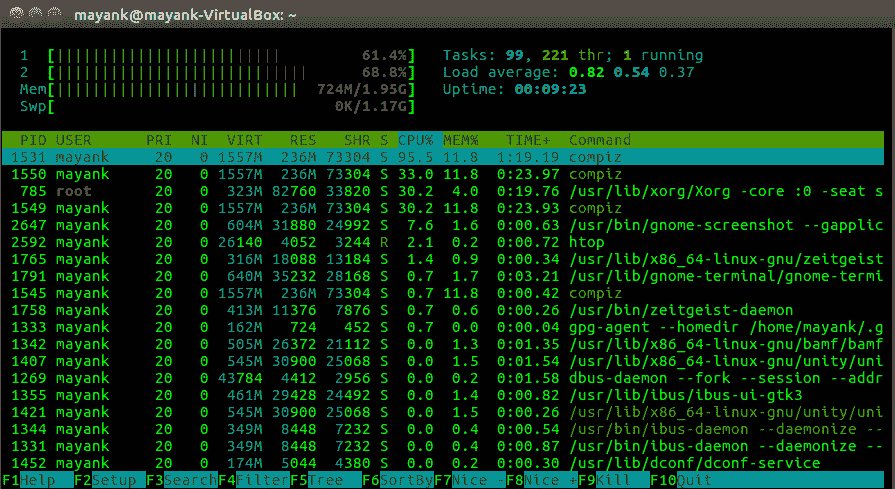 mayank@mayank-VirtualBox: ~
1 [||||||||||||||||||||||||| 61.4%] Tasks: 99, 221 thr; 1 running
2 [|||||||||||||||||||||||||||| 68.8%] Load average: 0.82 0.54 0.37
Mem[||||||||||||||||||||||||||| 724M/1.95G] Uptime: 00:09:23
Swp[ 0K/1.17G]
PID USER PRI NI VIRT RES SHR S CPU% MEM% TIME+ Command
1531 mayank 20 0 1557M 236M 73304 S 95.5 11.8 1:19.19 compiz
1550 mayank 20 0 1557M 236M 73304 S 33.0 11.8 0:23.97 compiz
785 root 20 0 323M 82760 33820 S 30.2 4.0 0:19.76 /usr/lib/xorg/Xorg -core :0 -seat s
1549 mayank 20 0 1557M 236M 73304 S 30.2 11.8 0:23.93 compiz
2647 mayank 20 0 604M 31880 24992 S 7.6 1.6 0:00.63 /usr/bin/gnome-screenshot --gapplic
2592 mayank 20 0 26140 4052 3244 R 2.1 0.2 0:00.72 htop
1765 mayank 20 0 316M 18088 13184 S 1.4 0.9 0:00.34 /usr/lib/x86_64-linux-gnu/zeitgeist
1791 mayank 20 0 640M 35232 28168 S 0.7 1.7 0:03.21 /usr/lib/gnome-terminal/gnome-termi
1545 mayank 20 0 1557M 236M 73304 S 0.7 11.8 0:00.42 compiz
1758 mayank 20 0 413M 11376 7876 S 0.7 0.6 0:00.26 /usr/bin/zeitgeist-daemon
1333 mayank 20 0 162M 724 452 S 0.7 0.0 0:00.04 gpg-agent --homedir /home/mayank/.g
1342 mayank 20 0 505M 26372 21112 S 0.0 1.3 0:01.35 /usr/lib/x86_64-linux-gnu/bamf/bamf
1407 mayank 20 0 545M 30900 25068 S 0.0 1.5 0:01.54 /usr/lib/x86_64-linux-gnu/unity/uni
1269 mayank 20 0 43784 4412 2956 S 0.0 0.2 0:01.58 dbus-daemon --fork --session --addr
1355 mayank 20 0 461M 29428 24492 S 0.0 1.4 0:00.82 /usr/lib/ibus/ibus-ui-gtk3
1421 mayank 20 0 545M 30900 25068 S 0.0 1.5 0:00.26 /usr/lib/x86_64-linux-gnu/unity/uni
1344 mayank 20 0 349M 8448 7232 S 0.0 0.4 0:00.54 /usr/bin/ibus-daemon --daemonize --
1331 mayank 20 0 349M 8448 7232 S 0.0 0.4 0:00.87 /usr/bin/ibus-daemon --daemonize --
1452 mayank 20 0 174M 5044 4380 S 0.0 0.2 0:00.30 /usr/lib/dconf/dconf-service
F1Help F2Setup F3SearchF4FilterF5Tree F6SortByF7Nice -F8Nice +F9Kill F10Quit